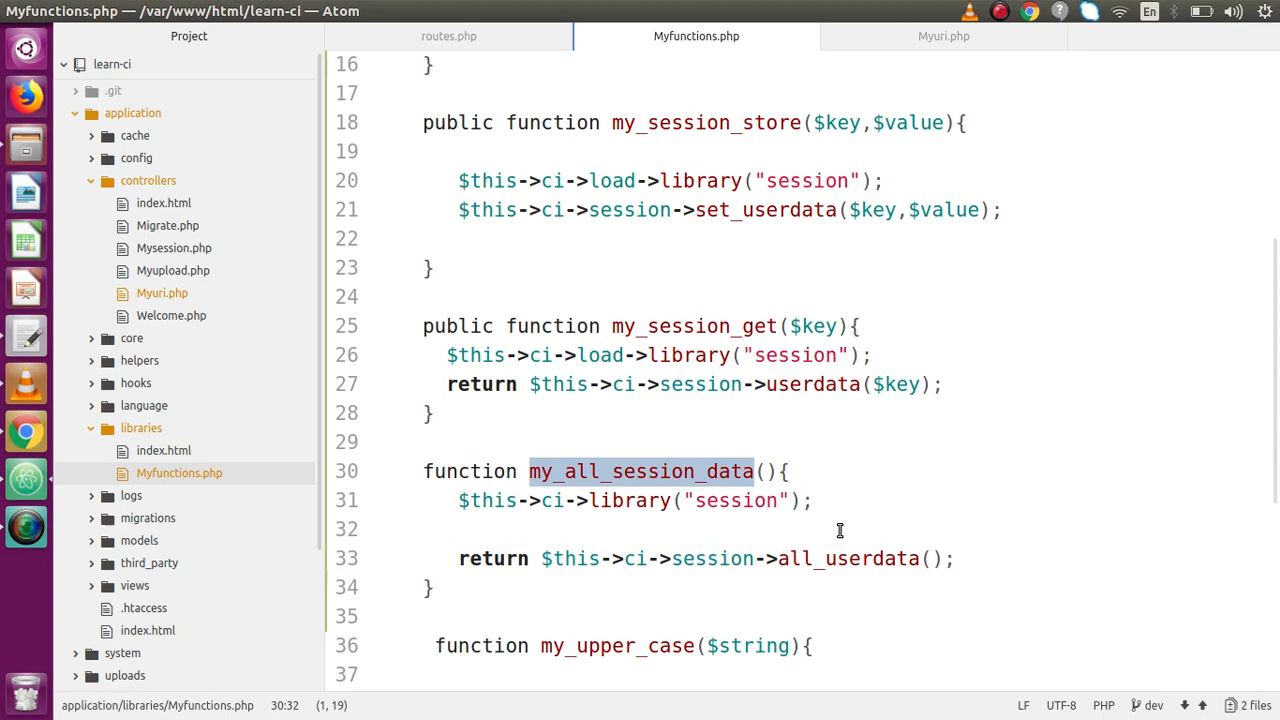 Myfunctions.php — /var/www/html/learn-ci — Atom
En
Project
routes.php
Myfunctions.php
Myuri.php
learn-ci
.git
application
cache
config
controllers
index.html
Migrate.php
Mysession.php
Myupload.php
Myuri.php
Welcome.php
core
helpers
hooks
language
libraries
index.html
Myfunctions.php
logs
migrations
models
third_party
views
.htaccess
index.html
system
uploads
16 }
17
18 public function my_session_store($key,$value){
19
20 $this->ci->load->library("session");
21 $this->ci->session->set_userdata($key,$value);
22
23 }
24
25 public function my_session_get($key){
26 $this->ci->load->library("session");
27 return $this->ci->session->userdata($key);
28 }
29
30 function my_all_session_data(){
31 $this->ci->library("session");
32
33 return $this->ci->session->all_userdata();
34 }
35
36 function my_upper_case($string){
37
application/libraries/Myfunctions.php 30:32 (1, 19)
LF UTF-8 PHP dev 2 files